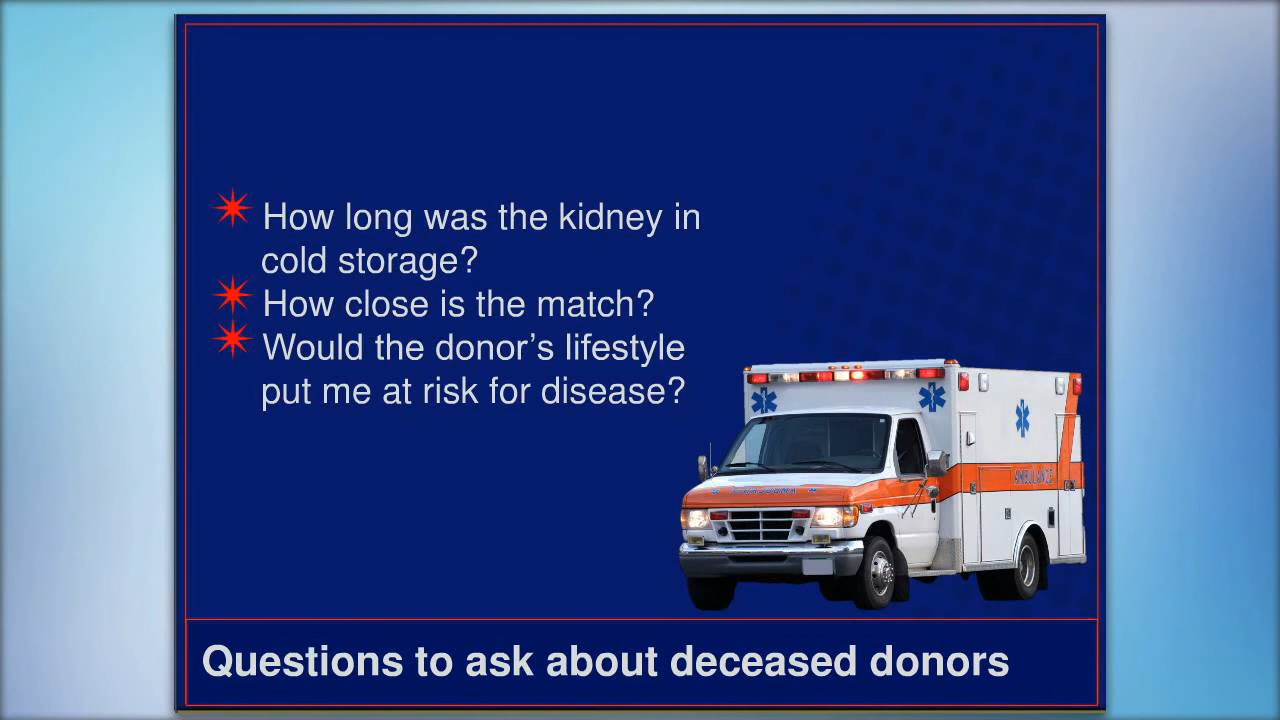 How long was the kidney in
cold storage?
How close is the match?
Would the donor’s lifestyle
put me at risk for disease?
AMBULANCE
Questions to ask about deceased donors